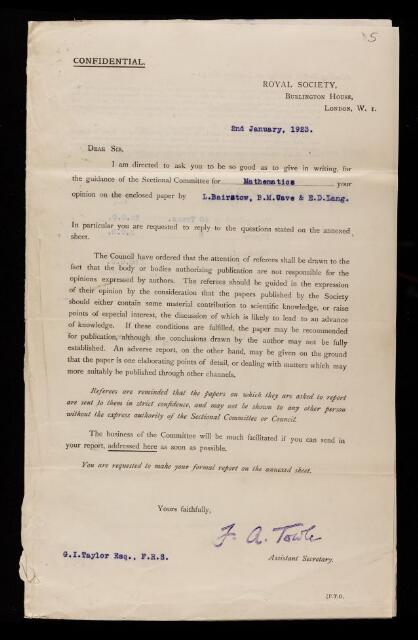 5
CONFIDENTIAL.
ROYAL SOCIETY,
BURLINGTON HOUSE,
LONDON, W. 1.
2nd January, 1923.
DEAR SIR,
I am directed to ask you to be so good as to give in writing, for
the guidance of the Sectional Committee for Mathematics your
opinion on the enclosed paper by L.Bairstow, B.M.Cave & E.D.Lang.
In particular you are requested to reply to the questions stated on the annexed
sheet.
The Council have ordered that the attention of referees shall be drawn to the
fact that the body or bodies authorising publication are not responsible for the
opinions expressed by authors. The referees should be guided in the expression
of their opinion by the consideration that the papers published by the Society
should either contain some material contribution to scientific knowledge, or raise
points of especial interest, the discussion of which is likely to lead to an advance
of knowledge. If these conditions are fulfilled, the paper may be recommended
for publication, although the conclusions drawn by the author may not be fully
established. An adverse report, on the other hand, may be given on the ground
that the paper is one elaborating points of detail, or dealing with matters which may
more suitably be published through other channels.
Referees are reminded that the papers on which they are asked to report
are sent to them in strict confidence, and may not be shown to any other person
without the express authority of the Sectional Committee or Council.
The business of the Committee will be much facilitated if you can send in
your report, addressed here as soon as possible.
You are requested to make your formal report on the annexed sheet.
Yours faithfully,
F. A. Towle
G.I.Taylor Esq., F.R.S.
Assistant Secretary.
[P.T.O.